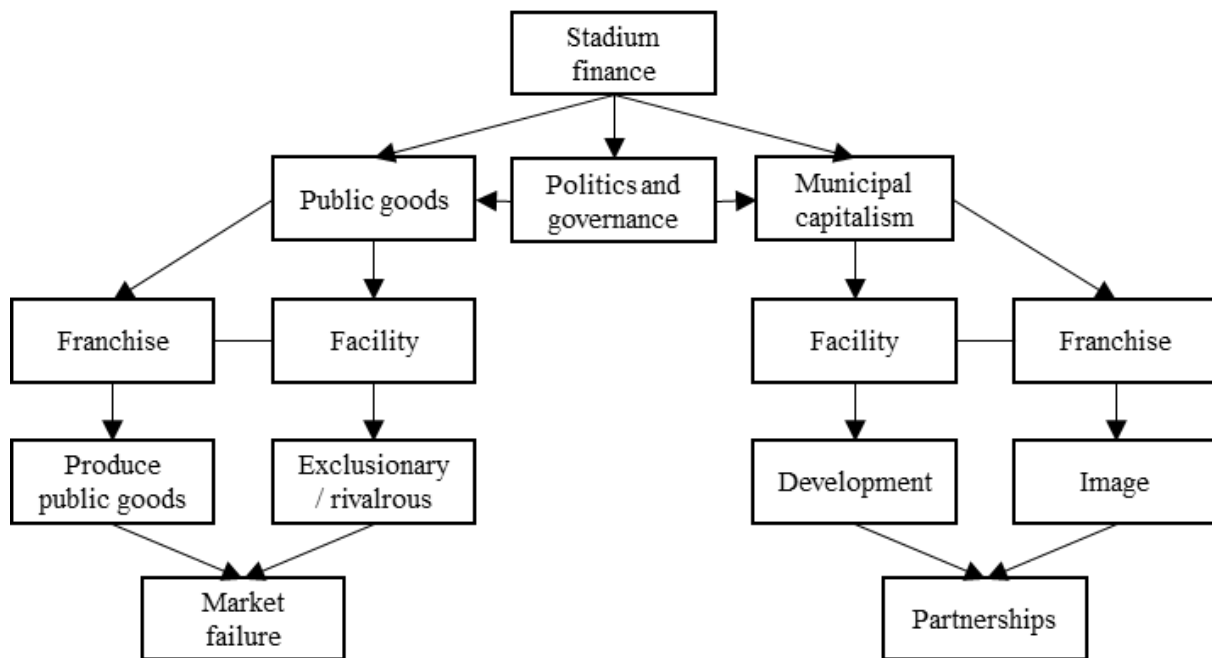 Stadium
finance
Public goods
Politics and
governance
Municipal
capitalism
Franchise
Facility
Facility
Franchise
Produce
public goods
Exclusionary
/ rivalrous
Development
Image
Market
failure
Partnerships